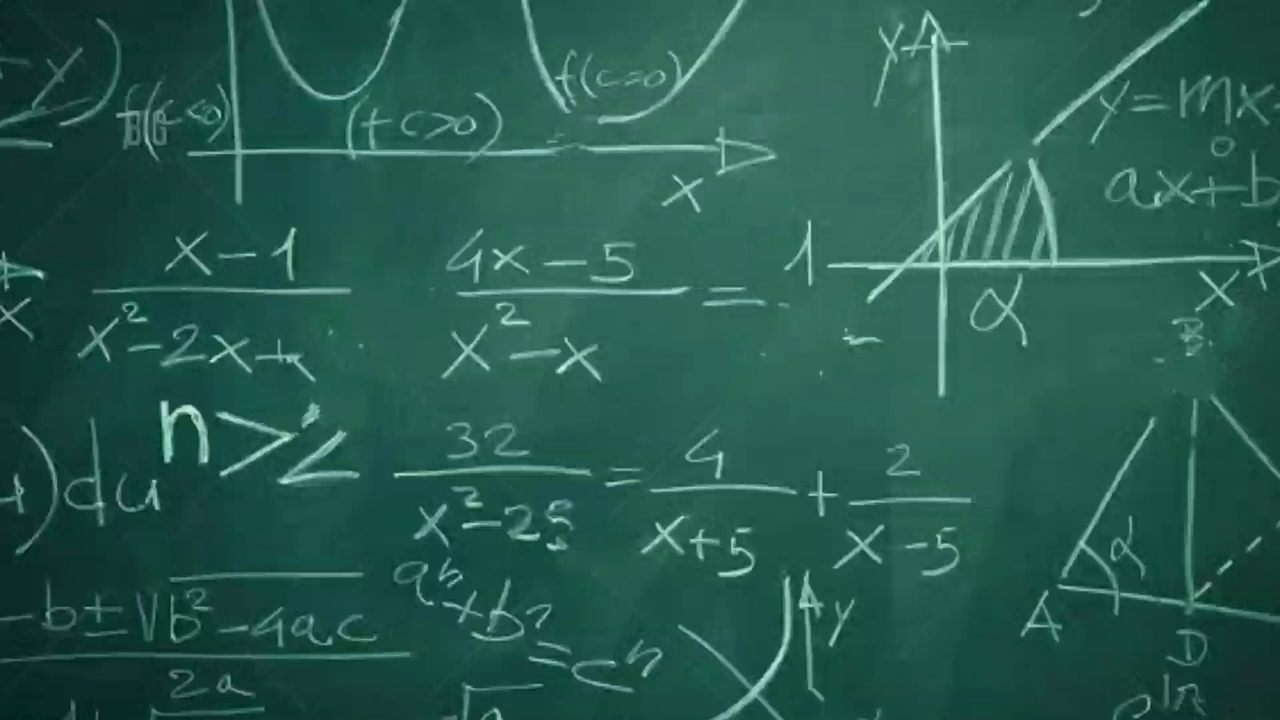 f(c=0)
(+c>0)
x
y
y=mx
ax+b
x-1
4x-5
= 1
x²-2x+
x²-x
α
x
x
n>2
)du
32 = 4 + 2
x²-25 x+5 x-5
B
α
A
D
-b±√b²-4ac
2a
aⁿ+b?
=cⁿ
y